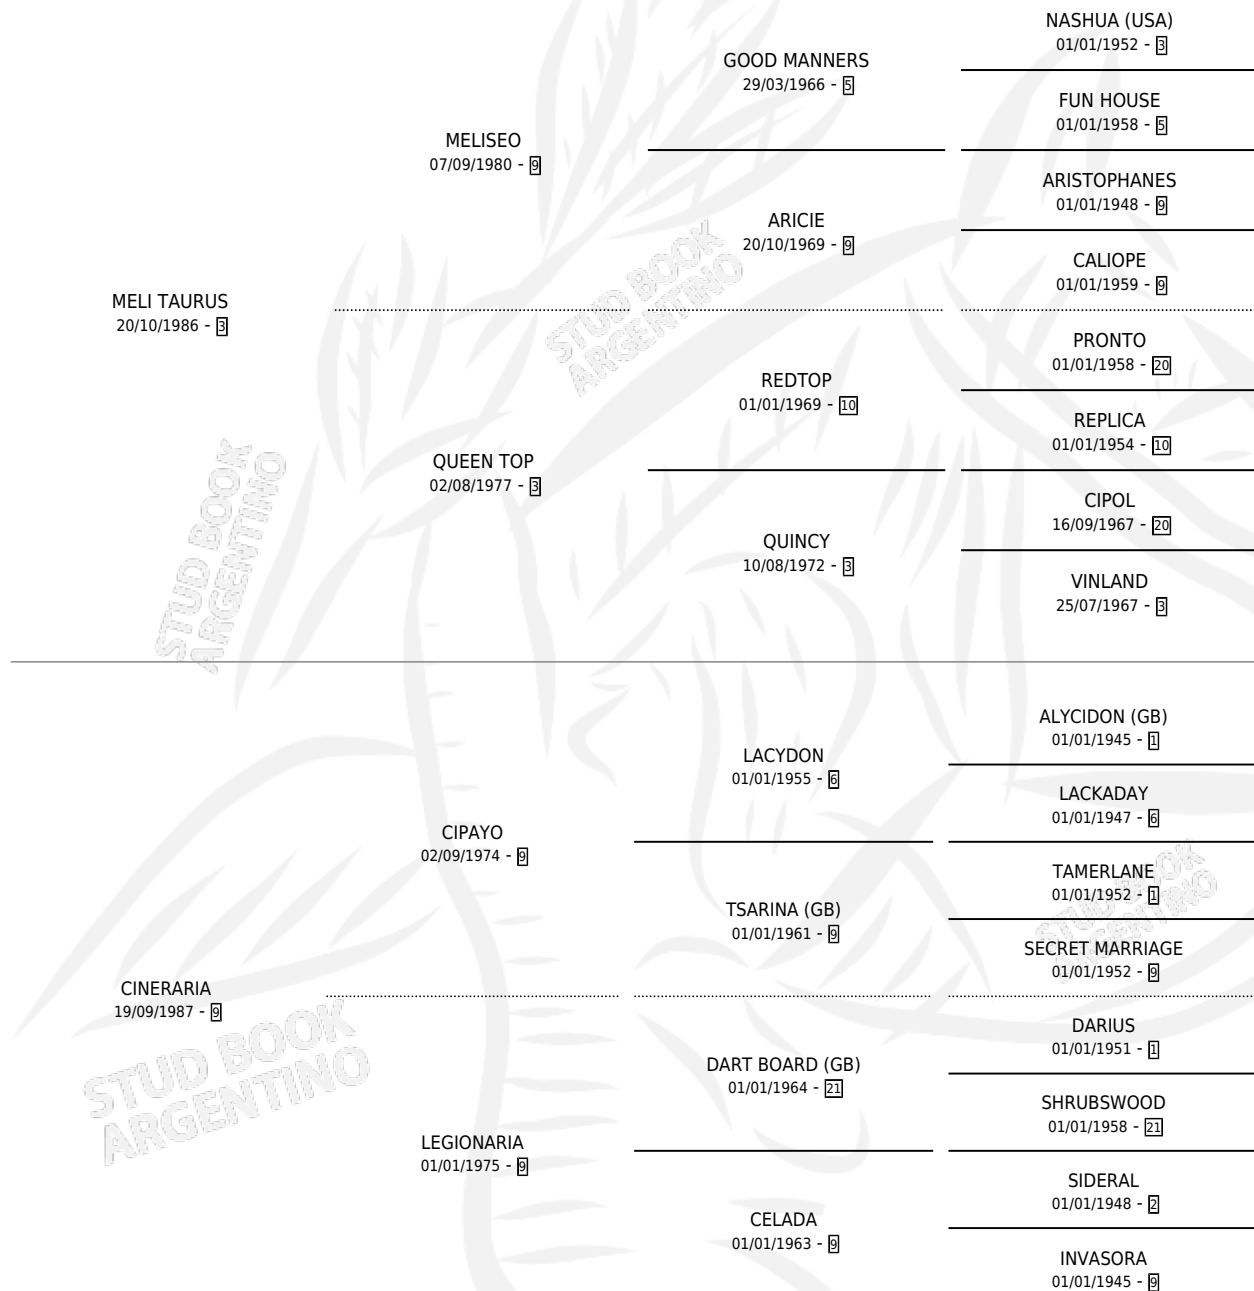 NASHUA (USA)
01/01/1952 - 3
GOOD MANNERS
29/03/1966 - 5
FUN HOUSE
01/01/1958 - 5
MELISEO
07/09/1980 - 9
ARISTOPHANES
01/01/1948 - 9
ARICIE
20/10/1969 - 9
CALIOPE
01/01/1959 - 9
MELI TAURUS
20/10/1986 - 3
PRONTO
01/01/1958 - 20
REDTOP
01/01/1969 - 10
REPLICA
01/01/1954 - 10
QUEEN TOP
02/08/1977 - 3
CIPOL
16/09/1967 - 20
QUINCY
10/08/1972 - 3
VINLAND
25/07/1967 - 3
STUD BOOK
ARGENTINO
STUD BOOK
ARGENTINO
ALYCIDON (GB)
01/01/1945 - 1
LACYDON
01/01/1955 - 6
LACKADAY
01/01/1947 - 6
CIPAYO
02/09/1974 - 9
TAMERLANE
01/01/1952 - 1
TSARINA (GB)
01/01/1961 - 9
SECRET MARRIAGE
01/01/1952 - 9
CINERARIA
19/09/1987 - 9
DARIUS
01/01/1951 - 1
DART BOARD (GB)
01/01/1964 - 21
SHRUBSWOOD
01/01/1958 - 21
LEGIONARIA
01/01/1975 - 9
SIDERAL
01/01/1948 - 2
CELADA
01/01/1963 - 9
INVASORA
01/01/1945 - 9
STUD BOOK
ARGENTINO
STUD BOOK
ARGENTINO